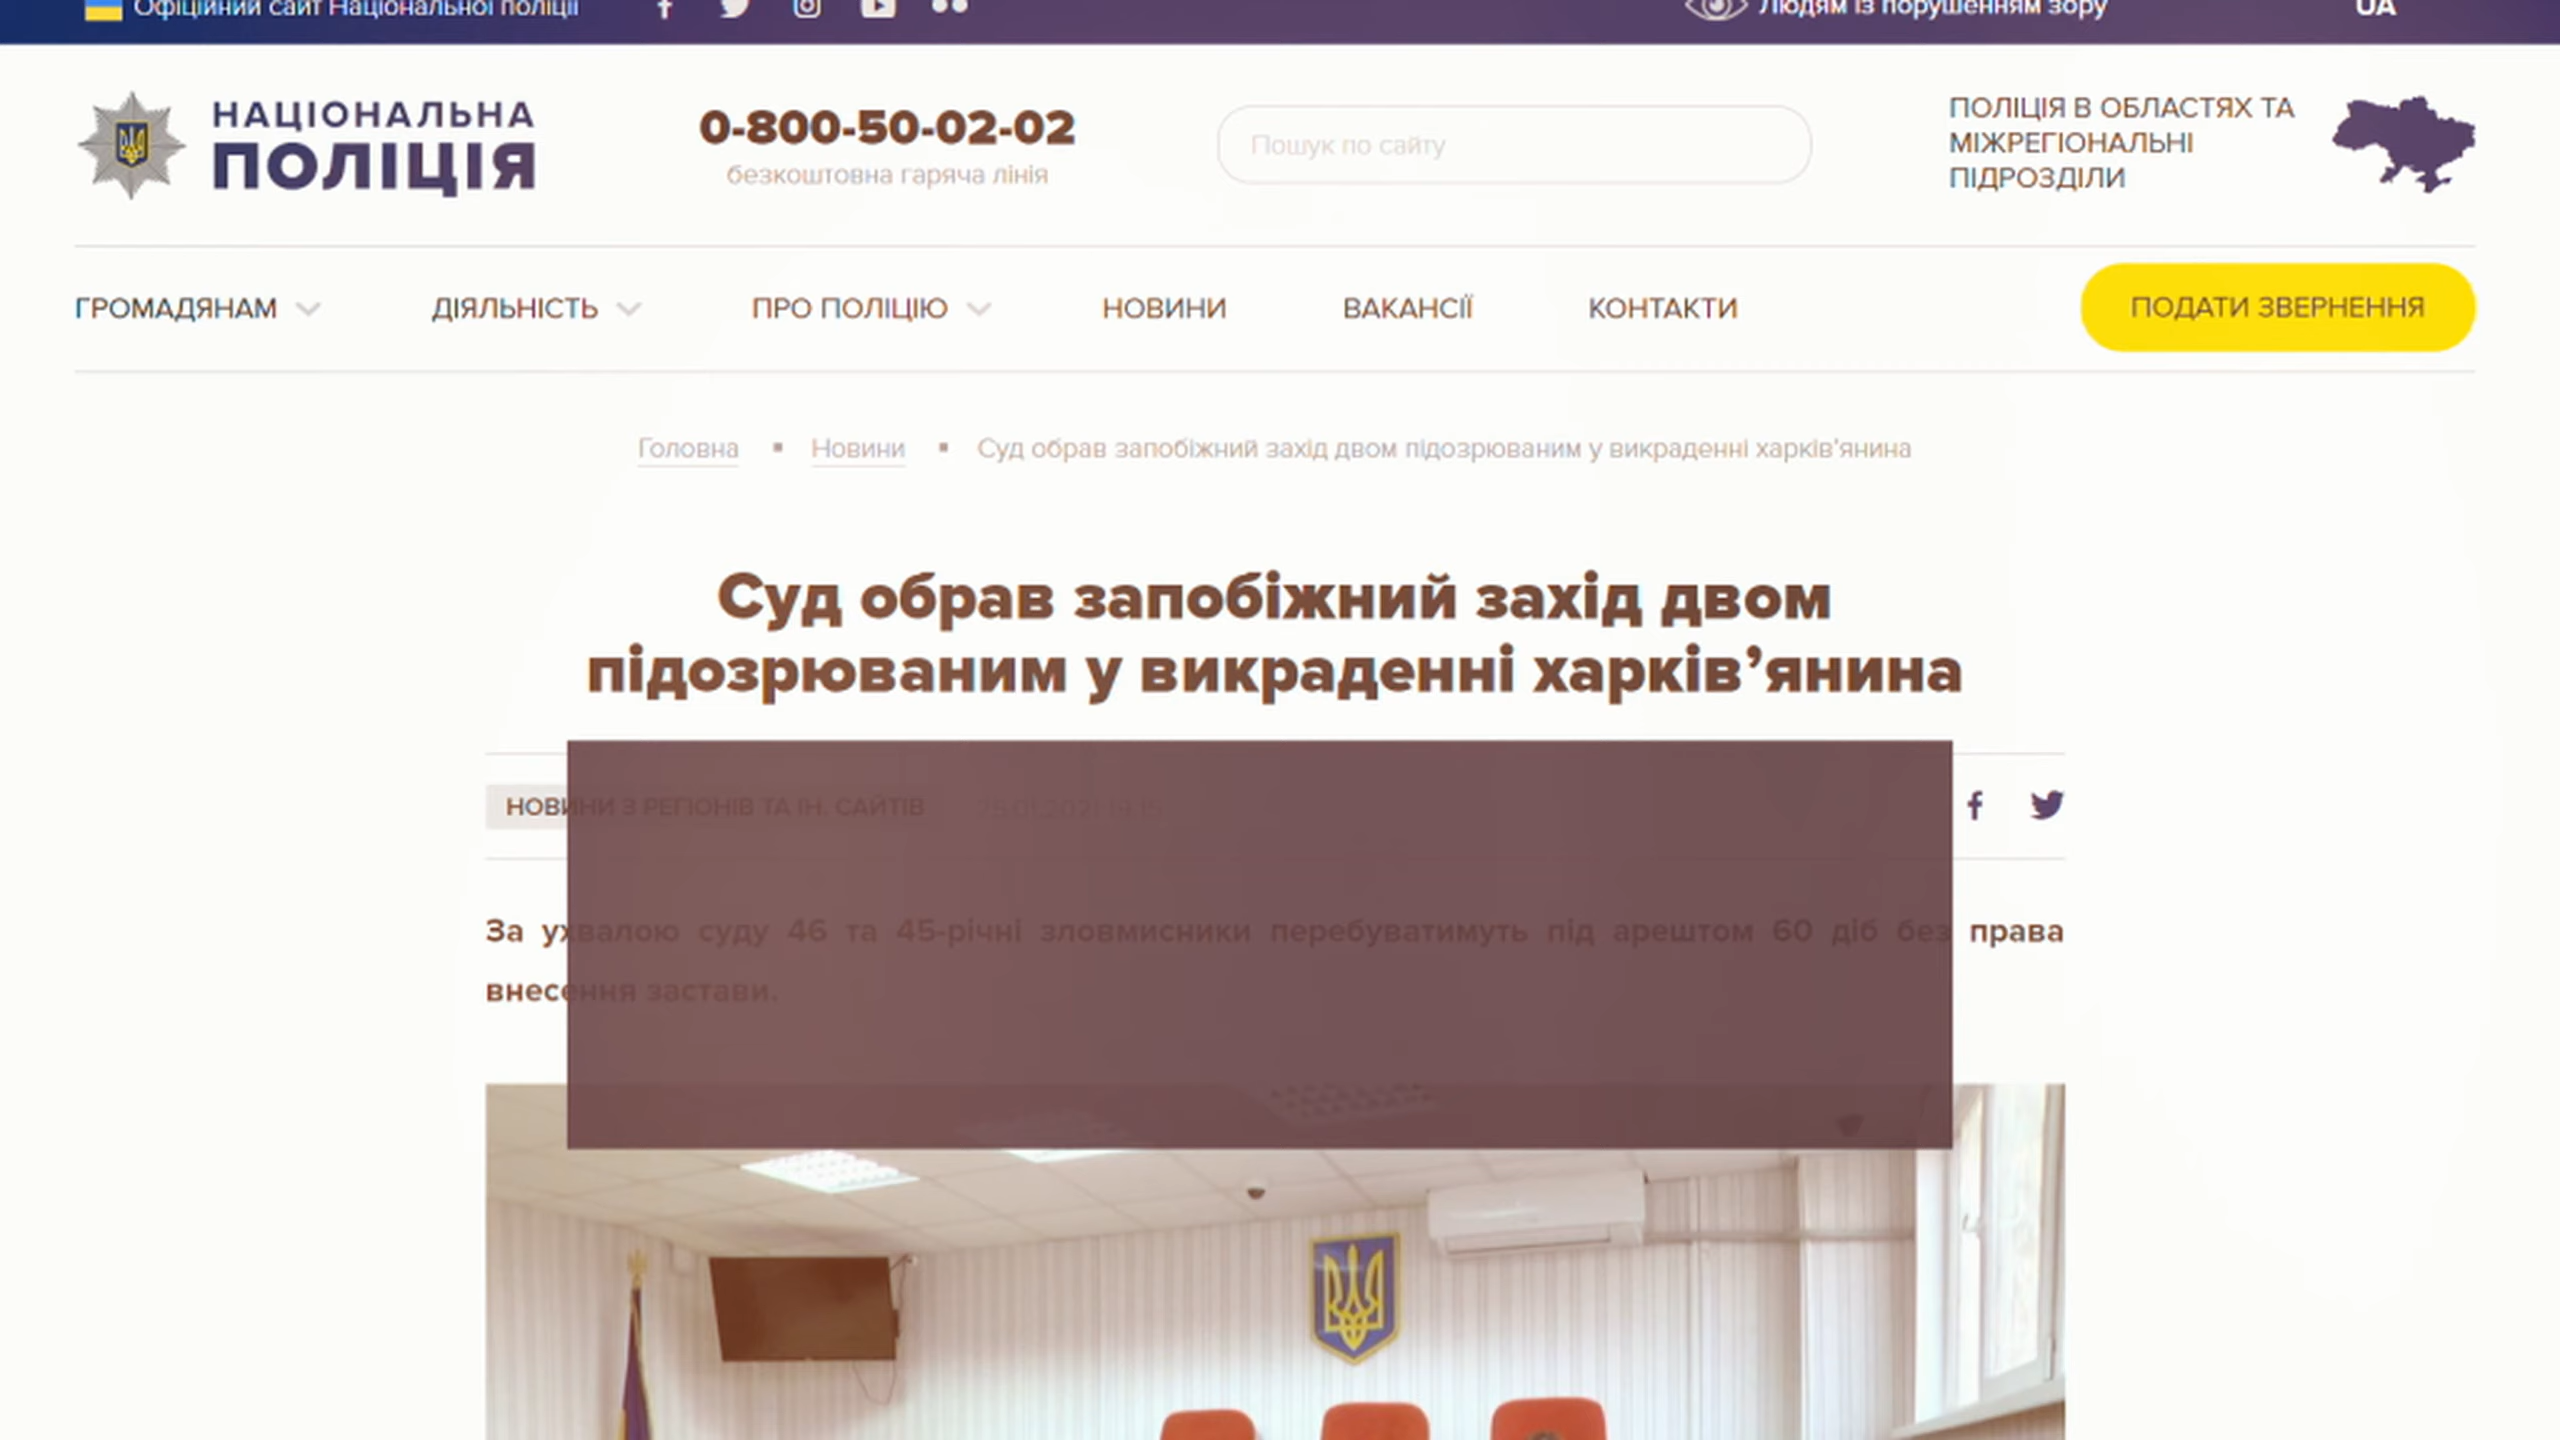 Офіційний сайт Національної поліції
Людям із порушенням зору
UA
НАЦІОНАЛЬНА
ПОЛІЦІЯ
0-800-50-02-02
безкоштовна гаряча лінія
Пошук по сайту
ПОЛІЦІЯ В ОБЛАСТЯХ ТА
МІЖРЕГІОНАЛЬНІ
ПІДРОЗДІЛИ
ГРОМАДЯНАМ
ДІЯЛЬНІСТЬ
ПРО ПОЛІЦІЮ
НОВИНИ
ВАКАНСІЇ
КОНТАКТИ
ПОДАТИ ЗВЕРНЕННЯ
Головна ▪ Новини ▪ Суд обрав запобіжний захід двом підозрюваним у викраденні харків'янина
Суд обрав запобіжний захід двом
підозрюваним у викраденні харків’янина
НОВИНИ З РЕГІОНІВ ТА ІН. САЙТІВ
За ухвалою суду 46 та 45-річні зловмисники перебуватимуть під арештом 60 діб без права
внесення застави.